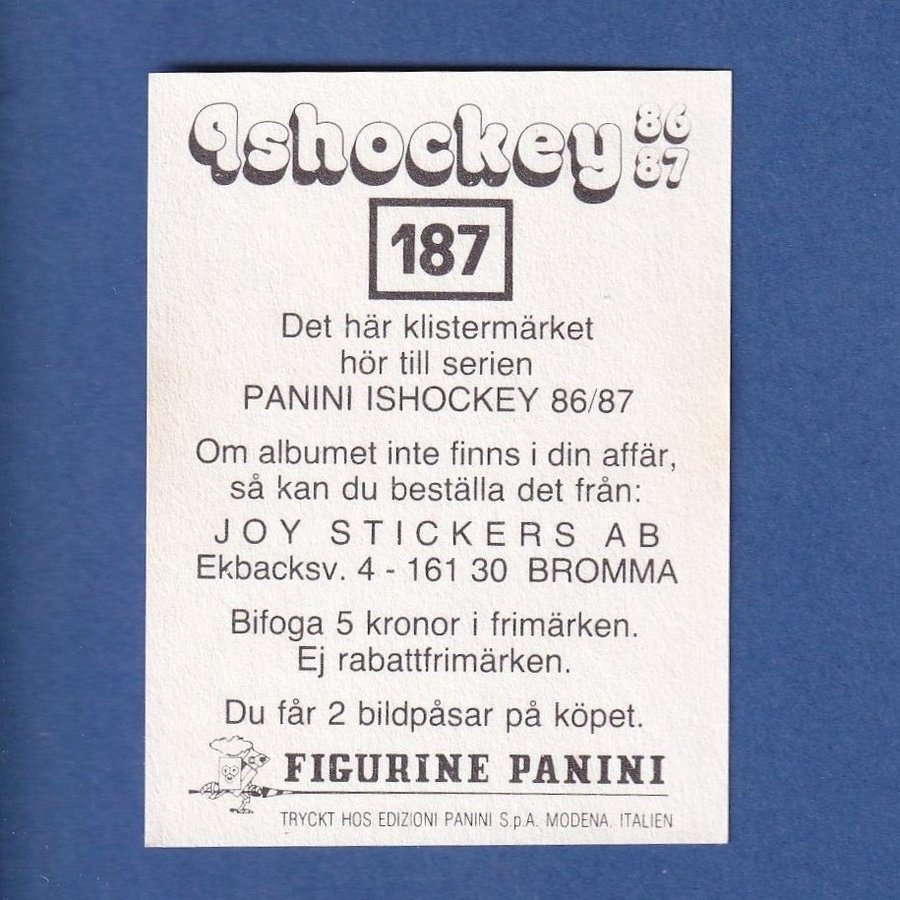 Ishockey 86 87
187
Det här klistermärket
hör till serien
PANINI ISHOCKEY 86/87
Om albumet inte finns i din affär,
så kan du beställa det från:
JOY STICKERS AB
Ekbacksv. 4 - 161 30 BROMMA
Bifoga 5 kronor i frimärken.
Ej rabattfrimärken.
Du får 2 bildpåsar på köpet.
FIGURINE PANINI
TRYCKT HOS EDIZIONI PANINI S.p.A. MODENA. ITALIEN